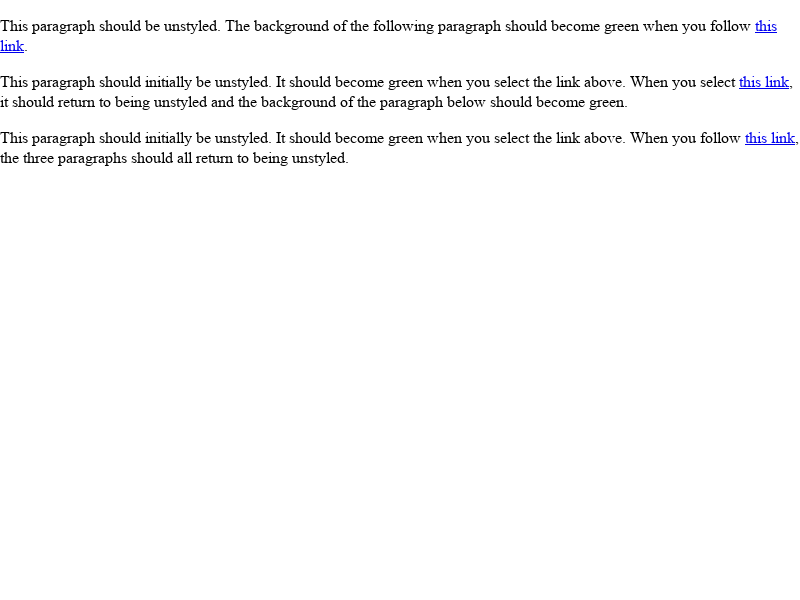 This paragraph should be unstyled. The background of the following paragraph should become green when you follow this
link.
This paragraph should initially be unstyled. It should become green when you select the link above. When you select this link,
it should return to being unstyled and the background of the paragraph below should become green.
This paragraph should initially be unstyled. It should become green when you select the link above. When you follow this link,
the three paragraphs should all return to being unstyled.